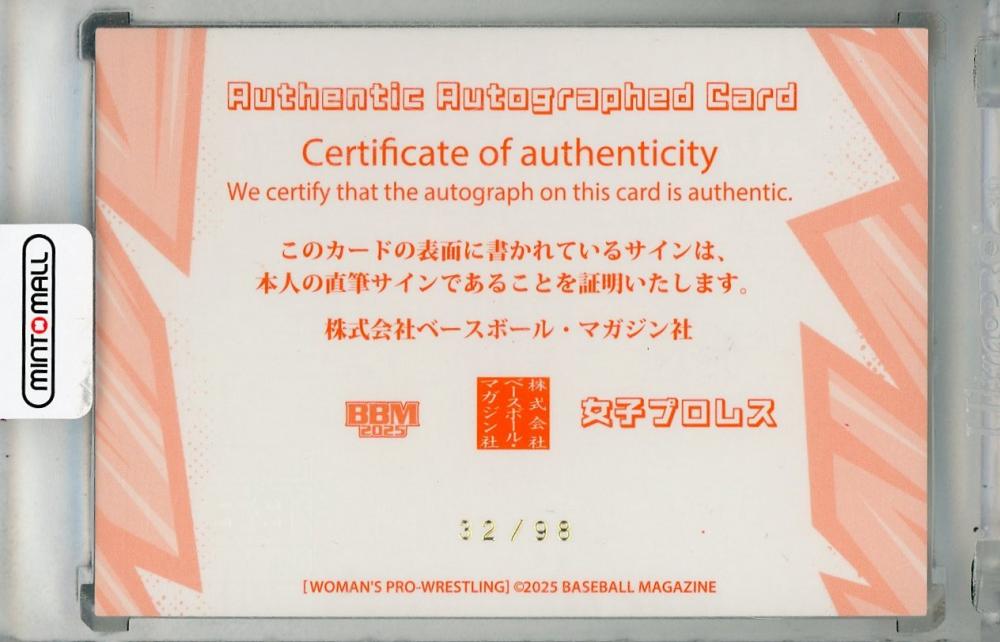 Authentic Autographed Card
Certificate of authenticity
We certify that the autograph on this card is authentic.
このカードの表面に書かれているサインは、
本人の直筆サインであることを証明いたします。
株式会社ベースボール・マガジン社
MINTOMALL
BBM
2025
株式会社
ベースボール・
マガジン社
女子プロレス
32/98
[WOMAN'S PRO-WRESTLING] ©2025 BASEBALL MAGAZINE